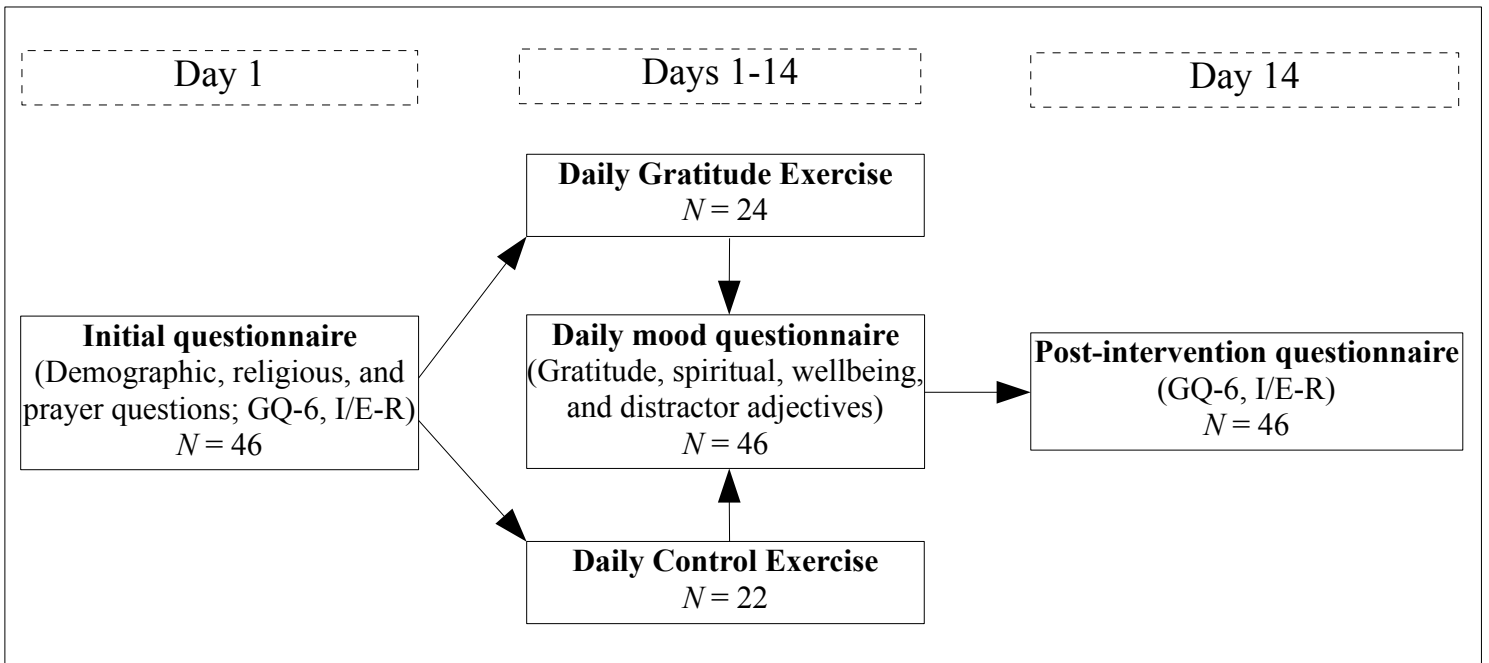 Day 1
Days 1-14
Day 14
Daily Gratitude Exercise
N = 24
Initial questionnaire
(Demographic, religious, and
prayer questions; GQ-6, I/E-R)
N = 46
Daily mood questionnaire
(Gratitude, spiritual, wellbeing,
and distractor adjectives)
N = 46
Post-intervention questionnaire
(GQ-6, I/E-R)
N = 46
Daily Control Exercise
N = 22